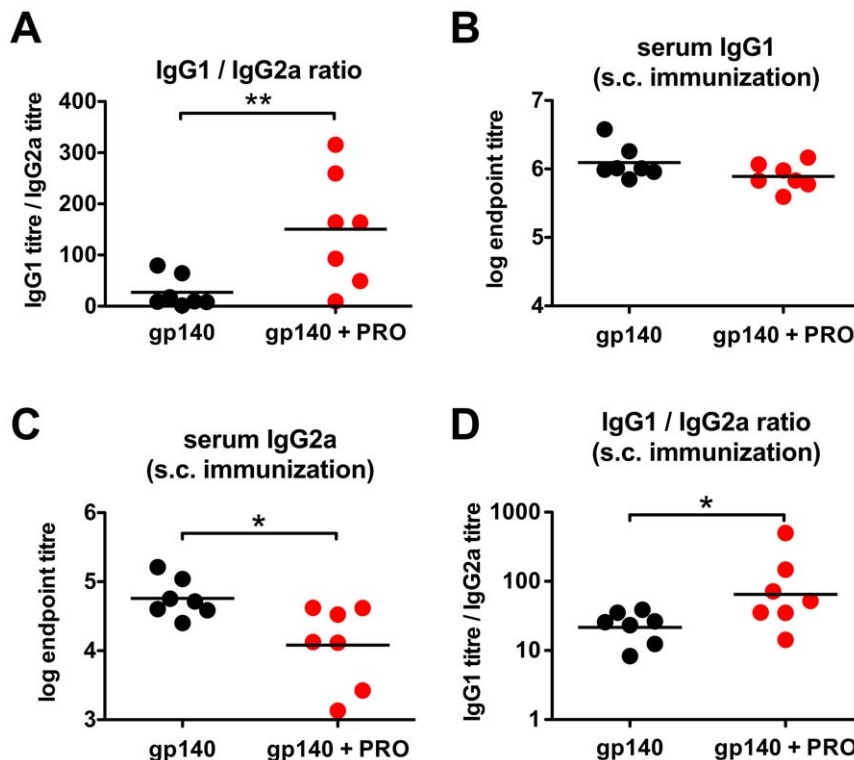 A
IgG1 / IgG2a ratio
IgG1 titre / IgG2a titre
400
300
200
100
0
**
gp140
gp140 + PRO
B
serum IgG1
(s.c. immunization)
log endpoint titre
7
6
5
4
gp140
gp140 + PRO
C
serum IgG2a
(s.c. immunization)
log endpoint titre
6
5
4
3
*
gp140
gp140 + PRO
D
IgG1 / IgG2a ratio
(s.c. immunization)
IgG1 titre / IgG2a titre
1000
100
10
1
*
gp140
gp140 + PRO